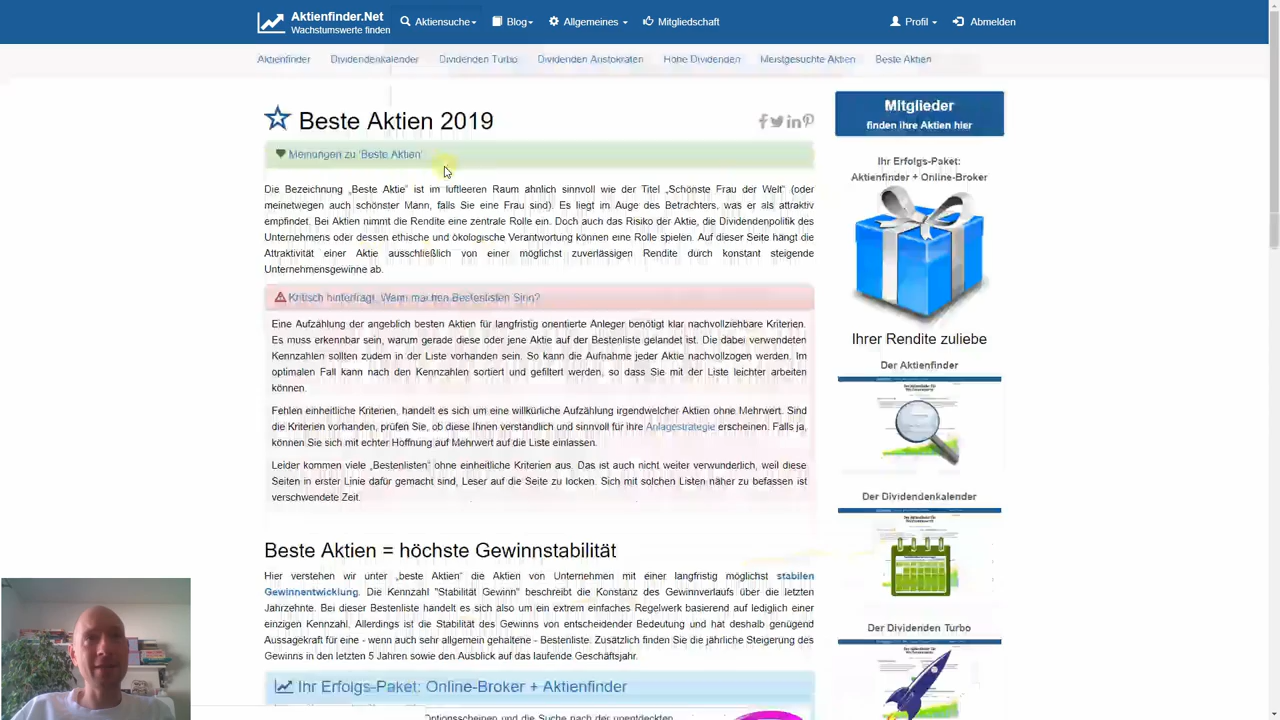 Aktienfinder.Net
Wachstumswerte finden
Aktiensuche
Blog
Allgemeines
Mitgliedschaft
Profil
Abmelden
Aktienfinder
Dividendenkalender
Dividenden Turbo
Dividenden Aristokraten
Hohe Dividenden
Meistgesuchte Aktien
Beste Aktien
Beste Aktien 2019
Meinungen zu 'Beste Aktien'
Die Bezeichnung „Beste Aktie" ist im luftleeren Raum ähnlich sinnvoll wie der Titel „Schönste Frau der Welt" (oder
meinetwegen auch schönster Mann, falls Sie eine Frau sind). Es liegt im Auge des Betrachters, was er als attraktiv
empfindet. Bei Aktien nimmt die Rendite eine zentrale Rolle ein. Doch auch das Risiko der Aktie, die Dividendenpolitik des
Unternehmens oder dessen ethische und ökologische Verantwortung können eine Rolle spielen. Auf dieser Seite hängt die
Attraktivität einer Aktie ausschließlich von einer möglichst zuverlässigen Rendite durch konstant steigende
Unternehmensgewinne ab.
Kritisch hinterfragt: Wann machen Bestenlisten Sinn?
Eine Aufzählung der angeblich besten Aktien für langfristig orientierte Anleger benötigt klar nachvollziehbare Kriterien.
Es muss erkennbar sein, warum gerade diese oder jene Aktie auf der Bestenliste gelandet ist. Die dabei verwendeten
Kennzahlen sollten zudem in der Liste vorhanden sein. So kann die Aufnahme jeder Aktie nachvollzogen werden. Im
optimalen Fall kann nach den Kennzahlen sortiert und gefiltert werden, so dass Sie mit der Liste leichter arbeiten
können.
Fehlen einheitliche Kriterien, handelt es sich um eine willkürliche Aufzählung irgendwelcher Aktien ohne Mehrwert. Sind
die Kriterien vorhanden, prüfen Sie, ob diese Ihnen verständlich und sinnvoll für ihre Anlagestrategie erscheinen. Falls ja,
können Sie sich mit echter Hoffnung auf Mehrwert auf die Liste einlassen.
Leider kommen viele „Bestenlisten" ohne einheitliche Kriterien aus. Das ist auch nicht weiter verwunderlich, weil diese
Seiten in erster Linie dafür gemacht sind, Leser auf die Seite zu locken. Sich mit solchen Listen näher zu befassen ist
verschwendete Zeit.
Beste Aktien = höchste Gewinnstabilität
Hier verstehen wir unter „beste Aktien" die Aktien von Unternehmen mit einer langfristig möglichst stabilen
Gewinnentwicklung. Die Kennzahl "Stabilität Gewinn" beschreibt die Konstanz des Gewinnverlaufs über die letzten
Jahrzehnte. Bei dieser Bestenliste handelt es sich also um ein extrem einfaches Regelwerk basierend auf lediglich einer
einzigen Kennzahl. Allerdings ist die Stabilität des Gewinns von entscheidender Bedeutung und hat deshalb genügend
Aussagekraft für eine - wenn auch sehr allgemein gehaltene - Bestenliste. Zusätzlich finden Sie die jährliche Steigerung des
Gewinns in den letzten
auf die letzten Geschäftsjahre.
Ihr Erfolgs-Paket: Online-Broker + Aktienfinder
Optionsscheinen und die Suche nach der unentdeckten
Mitglieder
finden ihre Aktien hier
Ihr Erfolgs-Paket:
Aktienfinder + Online-Broker
Ihrer Rendite zuliebe
Der Aktienfinder
Der Dividendenkalender
Der Dividenden Turbo